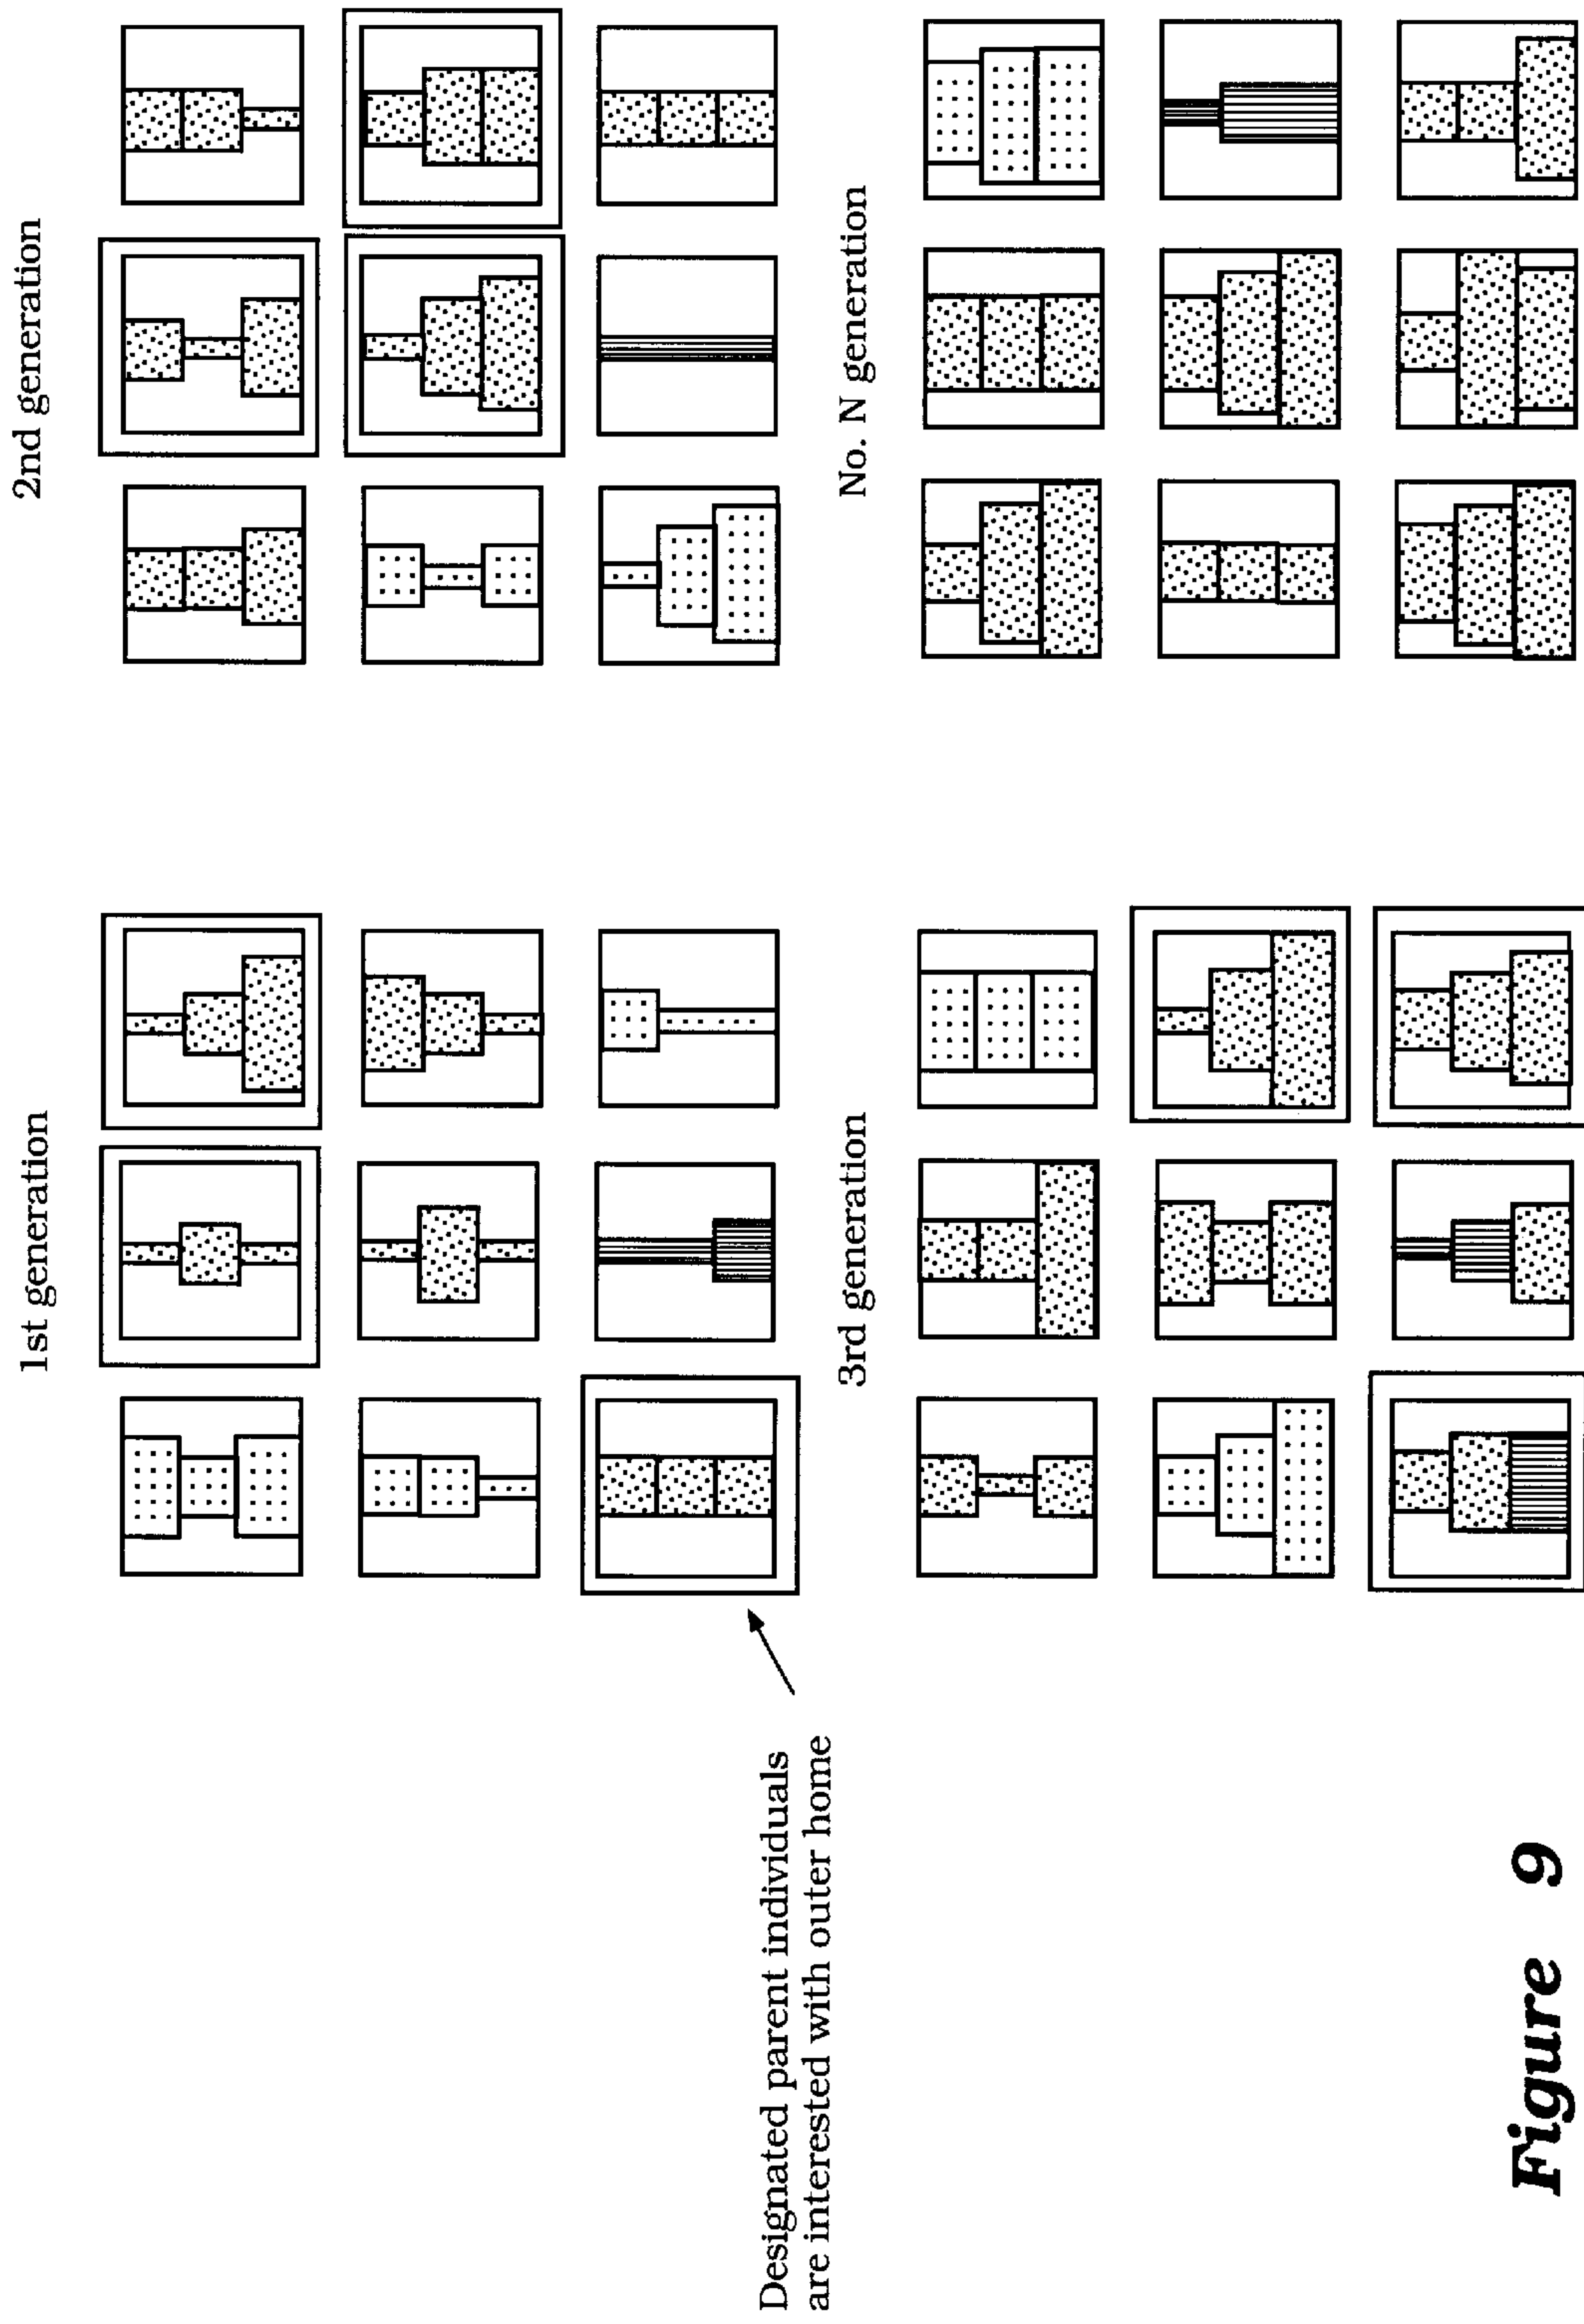 1st generation
2nd generation
Designated parent individuals
are interested with outer home
3rd generation
No. N generation
Figure 9